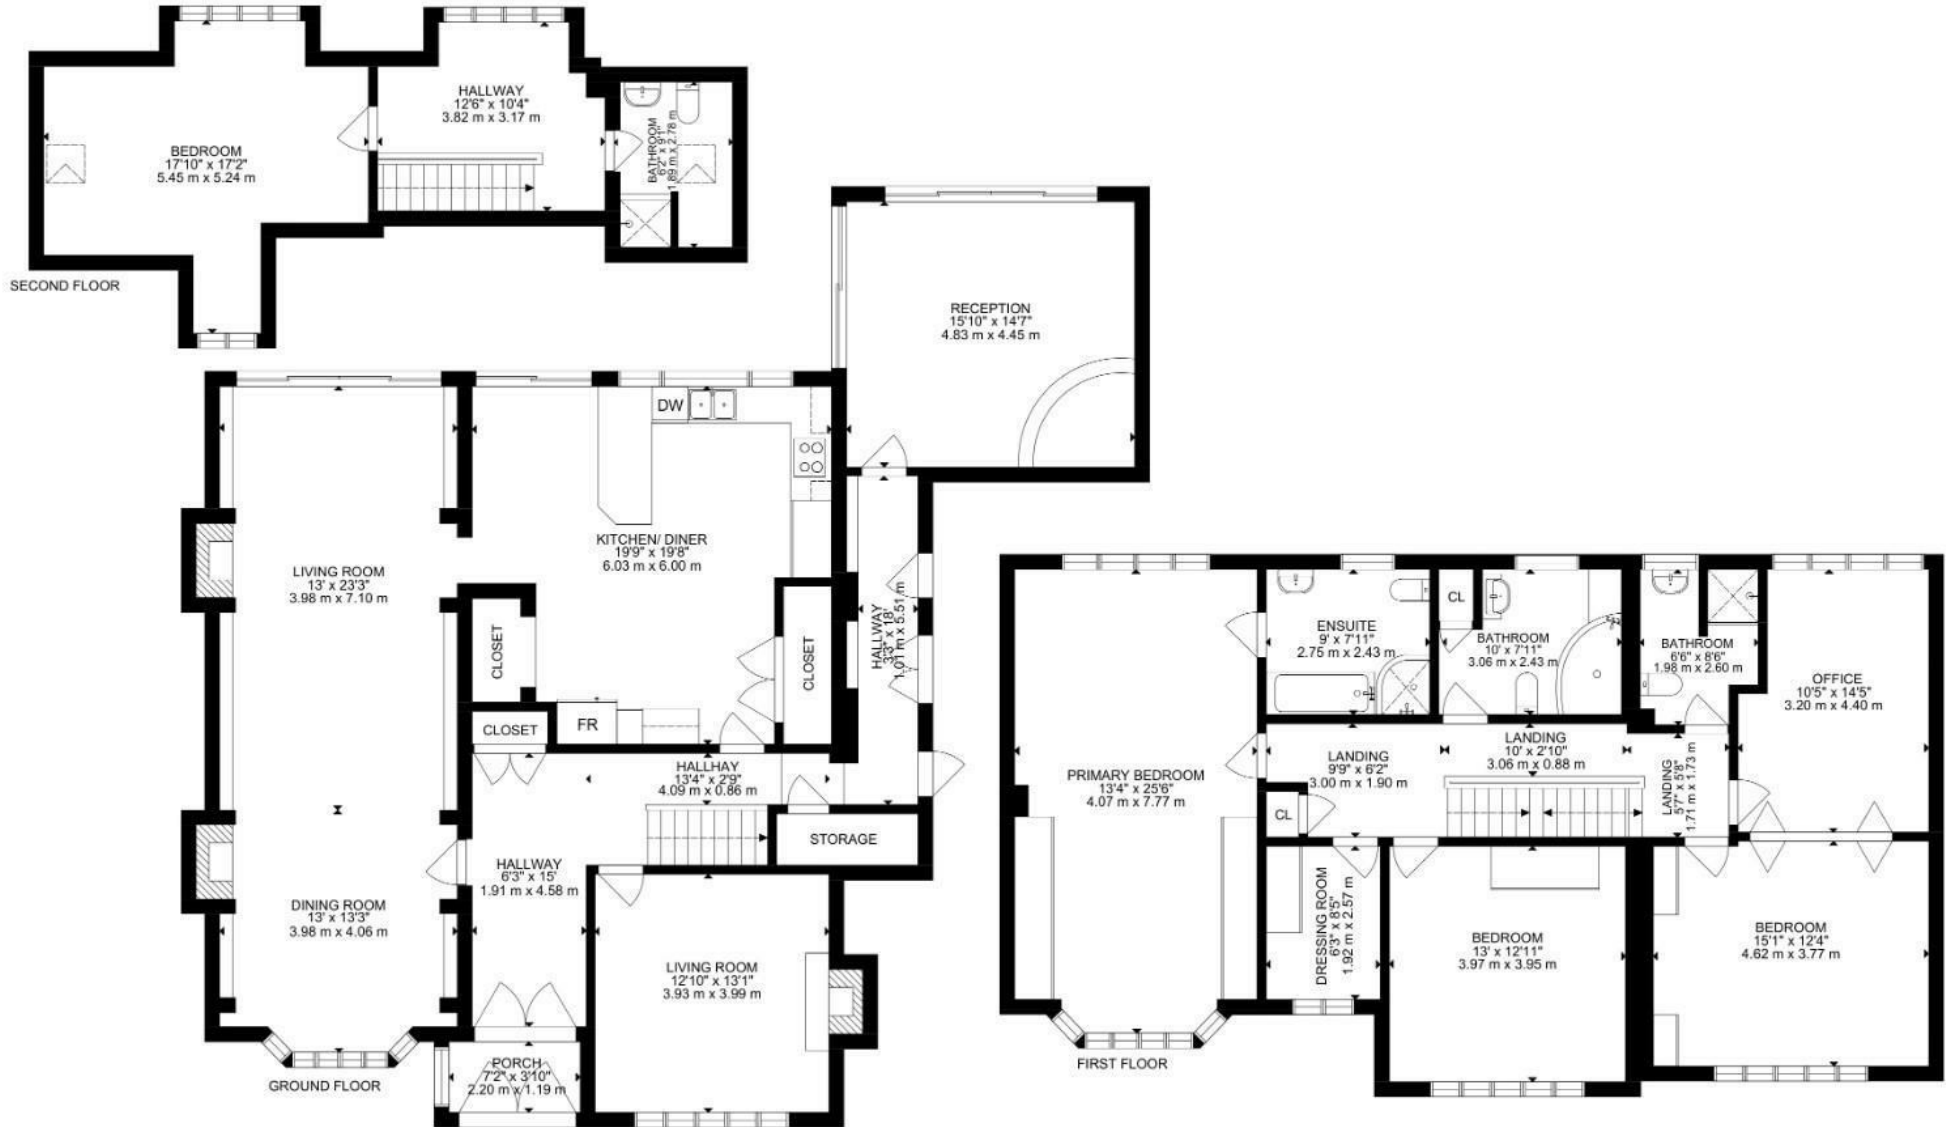 HALLWAY
12'6" x 10'4"
3.82 m x 3.17 m
BEDROOM
17'10" x 17'2"
5.45 m x 5.24 m
BATHROOM
6'2" x 9'1"
1.89 m x 2.78 m
SECOND FLOOR
RECEPTION
15'10" x 14'7"
4.83 m x 4.45 m
DW
KITCHEN/ DINER
19'9" x 19'8"
6.03 m x 6.00 m
LIVING ROOM
13' x 23'3"
3.98 m x 7.10 m
CLOSET
CLOSET
HALLWAY
3'3" x 18'
1.01 m x 5.51 m
FR
CLOSET
HALLHAY
13'4" x 2'9"
4.09 m x 0.86 m
STORAGE
HALLWAY
6'3" x 15'
1.91 m x 4.58 m
DINING ROOM
13' x 13'3"
3.98 m x 4.06 m
LIVING ROOM
12'10" x 13'1"
3.93 m x 3.99 m
PORCH
7'2" x 3'10"
2.20 m x 1.19 m
GROUND FLOOR
ENSUITE
9' x 7'11"
2.75 m x 2.43 m
CL
BATHROOM
10' x 7'11"
3.06 m x 2.43 m
BATHROOM
6'6" x 8'6"
1.98 m x 2.60 m
OFFICE
10'5" x 14'5"
3.20 m x 4.40 m
PRIMARY BEDROOM
13'4" x 25'6"
4.07 m x 7.77 m
LANDING
9'9" x 6'2"
3.00 m x 1.90 m
LANDING
10' x 2'10"
3.06 m x 0.88 m
LANDING
5'7" x 5'8"
1.71 m x 1.73 m
CL
DRESSING ROOM
6'3" x 8'5"
1.92 m x 2.57 m
BEDROOM
13' x 12'11"
3.97 m x 3.95 m
BEDROOM
15'1" x 12'4"
4.62 m x 3.77 m
FIRST FLOOR